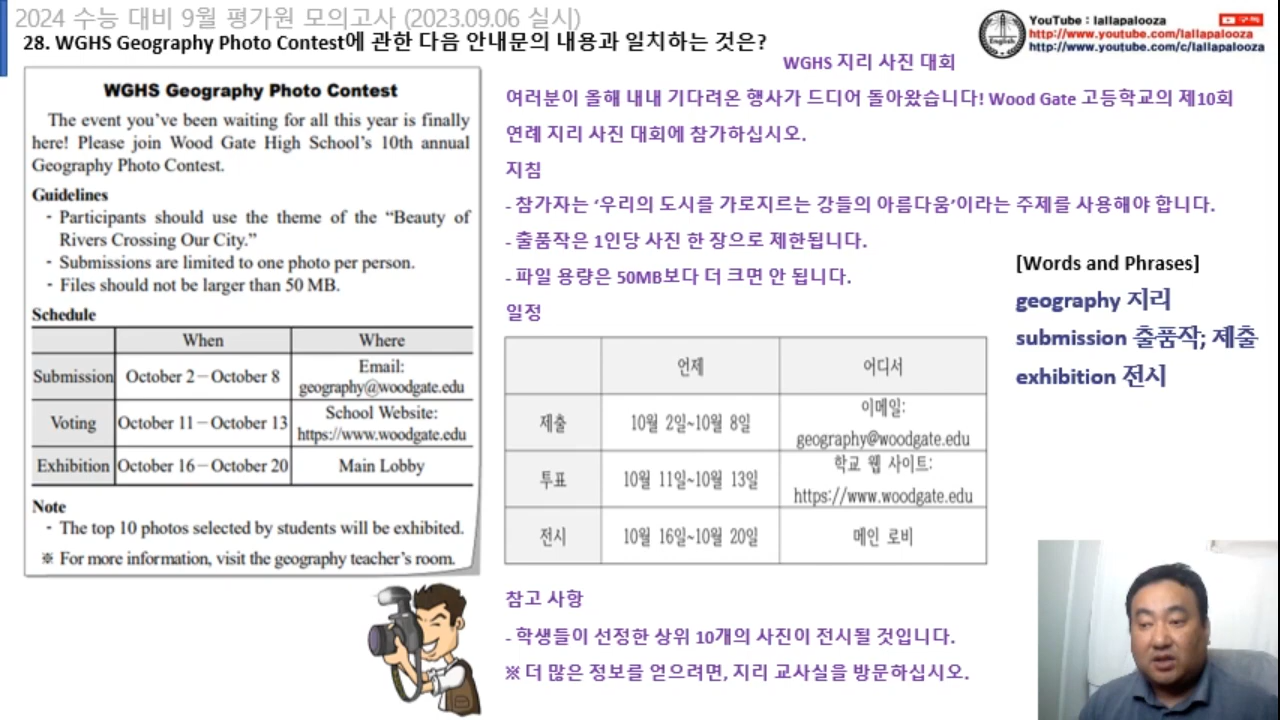 2024 수능 대비 9월 평가원 모의고사 (2023.09.06 실시)
28. WGHS Geography Photo Contest에 관한 다음 안내문의 내용과 일치하는 것은?
English
YouTube : lallapalooza
구독
http://www.youtube.com/lallapalooza
http://www.youtube.com/c/lallapalooza
WGHS Geography Photo Contest
The event you've been waiting for all this year is finally
here! Please join Wood Gate High School's 10th annual
Geography Photo Contest.
Guidelines
- Participants should use the theme of the “Beauty of
Rivers Crossing Our City.”
- Submissions are limited to one photo per person.
- Files should not be larger than 50 MB.
Schedule
When Where
Submission October 2－October 8 Email:
geography@woodgate.edu
Voting October 11－October 13 School Website:
https://www.woodgate.edu
Exhibition October 16－October 20 Main Lobby
Note
- The top 10 photos selected by students will be exhibited.
※ For more information, visit the geography teacher's room.
WGHS 지리 사진 대회
여러분이 올해 내내 기다려온 행사가 드디어 돌아왔습니다! Wood Gate 고등학교의 제10회
연례 지리 사진 대회에 참가하십시오.
지침
- 참가자는 ‘우리의 도시를 가로지르는 강들의 아름다움’이라는 주제를 사용해야 합니다.
- 출품작은 1인당 사진 한 장으로 제한됩니다.
- 파일 용량은 50MB보다 더 크면 안 됩니다.
일정
언제 어디서
제출 10월 2일~10월 8일 이메일:
geography@woodgate.edu
투표 10월 11일~10월 13일 학교 웹 사이트:
https://www.woodgate.edu
전시 10월 16일~10월 20일 메인 로비
참고 사항
- 학생들이 선정한 상위 10개의 사진이 전시될 것입니다.
※ 더 많은 정보를 얻으려면, 지리 교사실을 방문하십시오.
[Words and Phrases]
geography 지리
submission 출품작; 제출
exhibition 전시